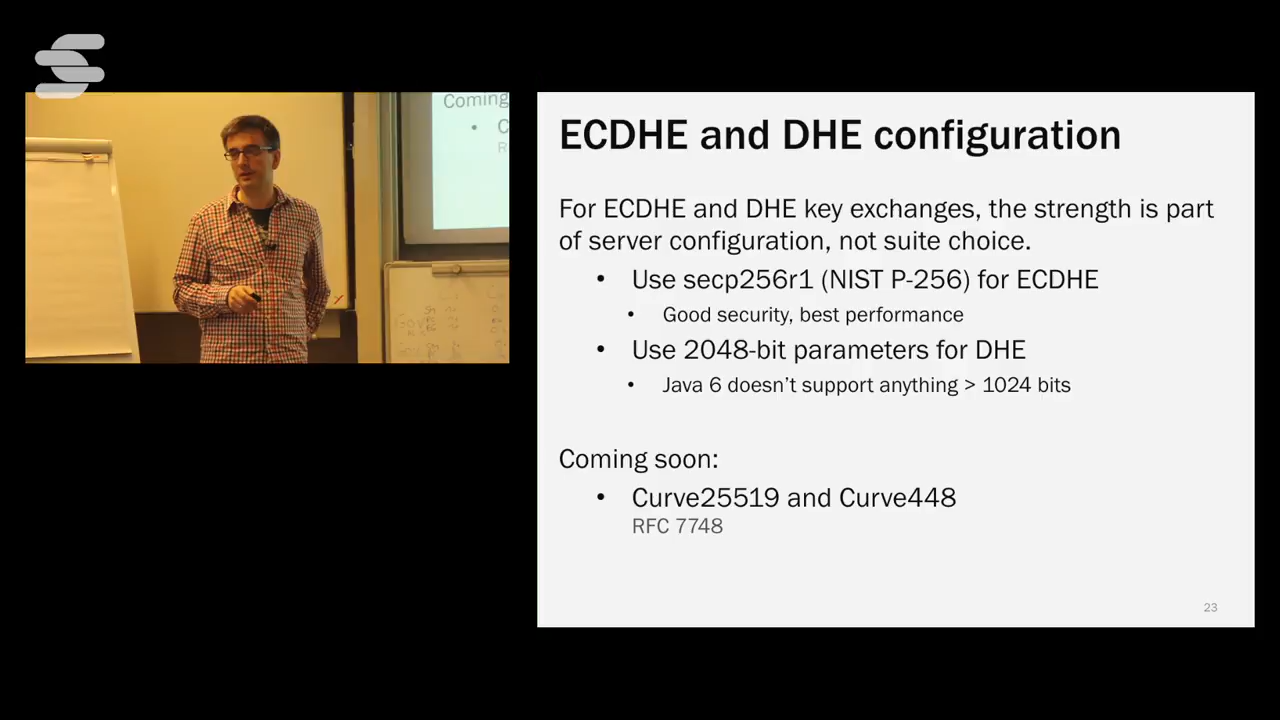 Coming
ECDHE and DHE configuration
For ECDHE and DHE key exchanges, the strength is part
of server configuration, not suite choice.
• Use secp256r1 (NIST P-256) for ECDHE
• Good security, best performance
• Use 2048-bit parameters for DHE
• Java 6 doesn’t support anything > 1024 bits
Coming soon:
• Curve25519 and Curve448
RFC 7748
23